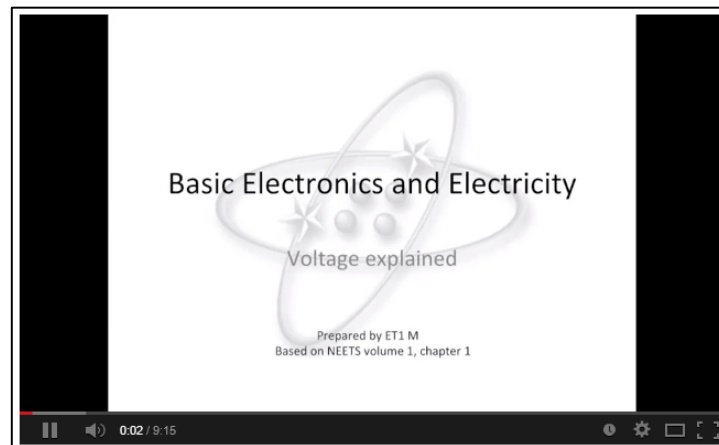 Basic Electronics and Electricity
Voltage explained
Prepared by ET1 M
Based on NEETS volume 1, chapter 1
0:02 / 9:15